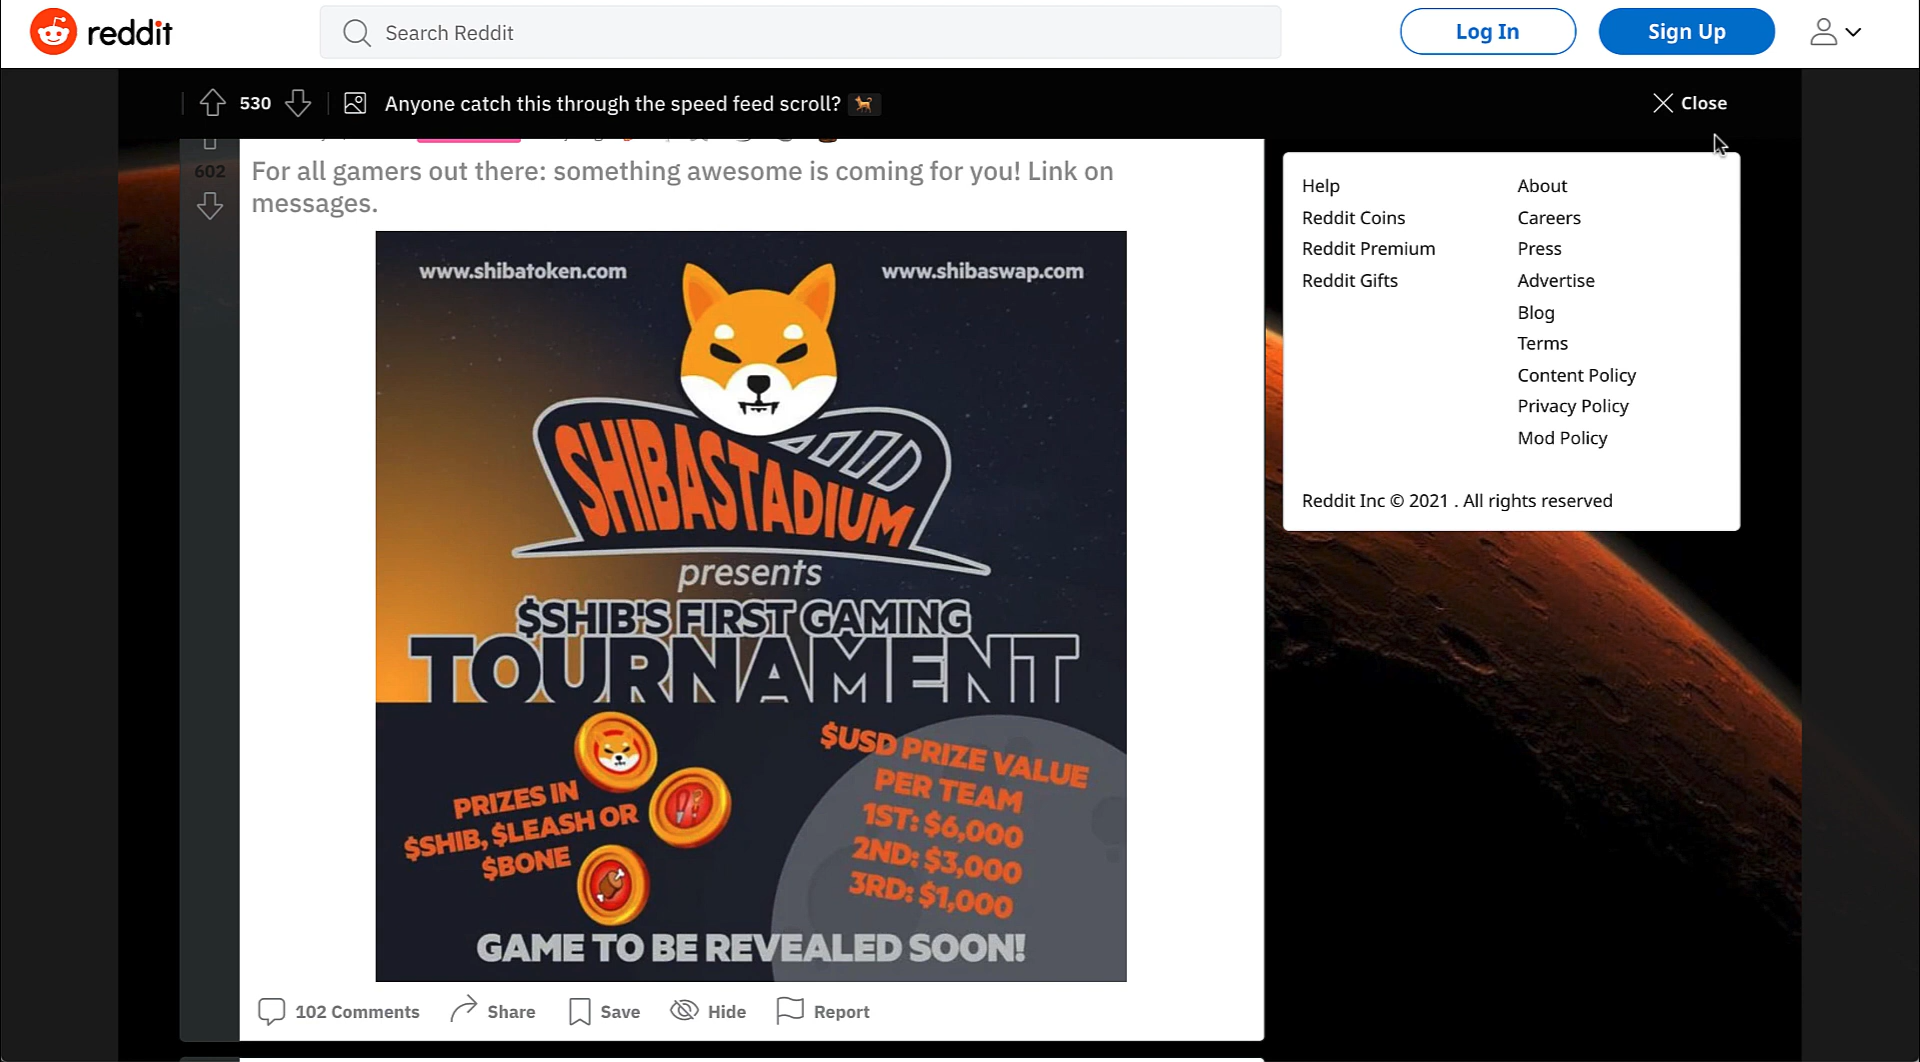 reddit
Search Reddit
Log In
Sign Up
530
Anyone catch this through the speed feed scroll?
Close
602
For all gamers out there: something awesome is coming for you! Link on
messages.
www.shibatoken.com
www.shibaswap.com
SHIBASTADIUM
presents
$SHIB'S FIRST GAMING
TOURNAMENT
PRIZES IN
$SHIB, $LEASH OR
$BONE
$USD PRIZE VALUE
PER TEAM
1ST: $6,000
2ND: $3,000
3RD: $1,000
GAME TO BE REVEALED SOON!
102 Comments
Share
Save
Hide
Report
Help
Reddit Coins
Reddit Premium
Reddit Gifts
About
Careers
Press
Advertise
Blog
Terms
Content Policy
Privacy Policy
Mod Policy
Reddit Inc © 2021 . All rights reserved